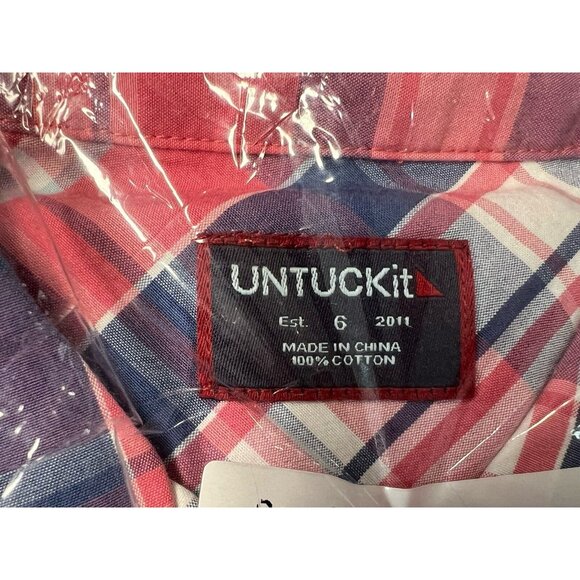 UNTUCKit
Est. 6 2011
MADE IN CHINA
100% COTTON